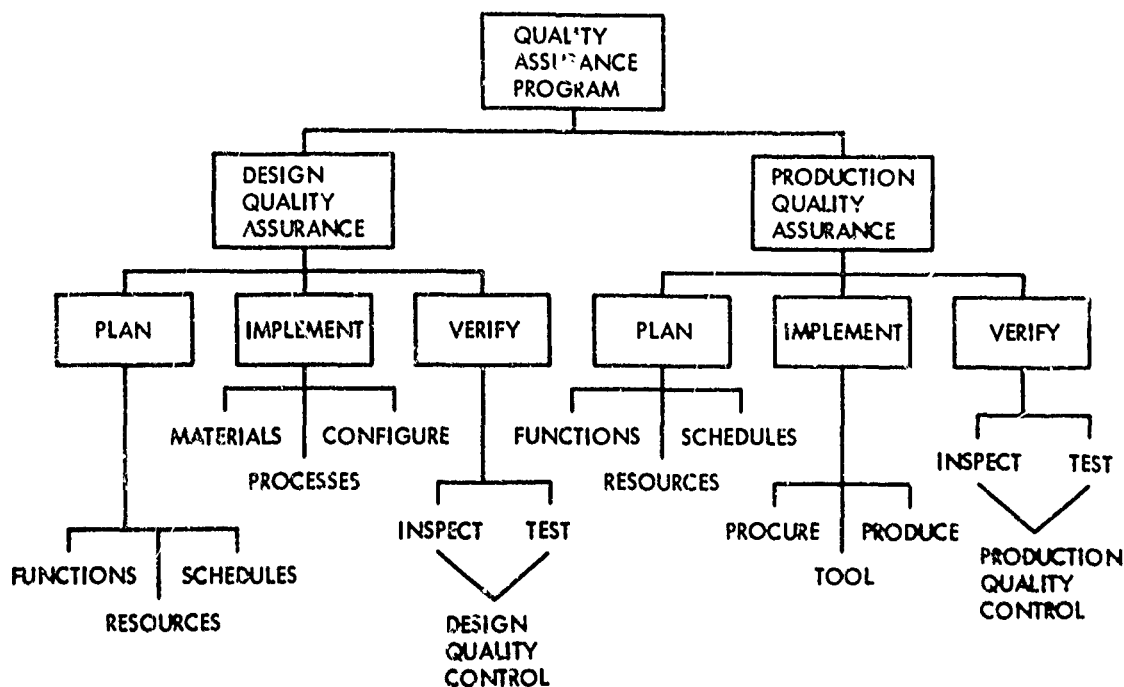 QUALITY
ASSURANCE
PROGRAM
DESIGN
QUALITY
ASSURANCE
PRODUCTION
QUALITY
ASSURANCE
PLAN
IMPLEMENT
VERIFY
PLAN
IMPLEMENT
VERIFY
MATERIALS
CONFIGURE
PROCESSES
FUNCTIONS
SCHEDULES
RESOURCES
INSPECT
TEST
INSPECT
TEST
PROCURE
PRODUCE
TOOL
PRODUCTION
QUALITY
CONTROL
FUNCTIONS
SCHEDULES
RESOURCES
DESIGN
QUALITY
CONTROL